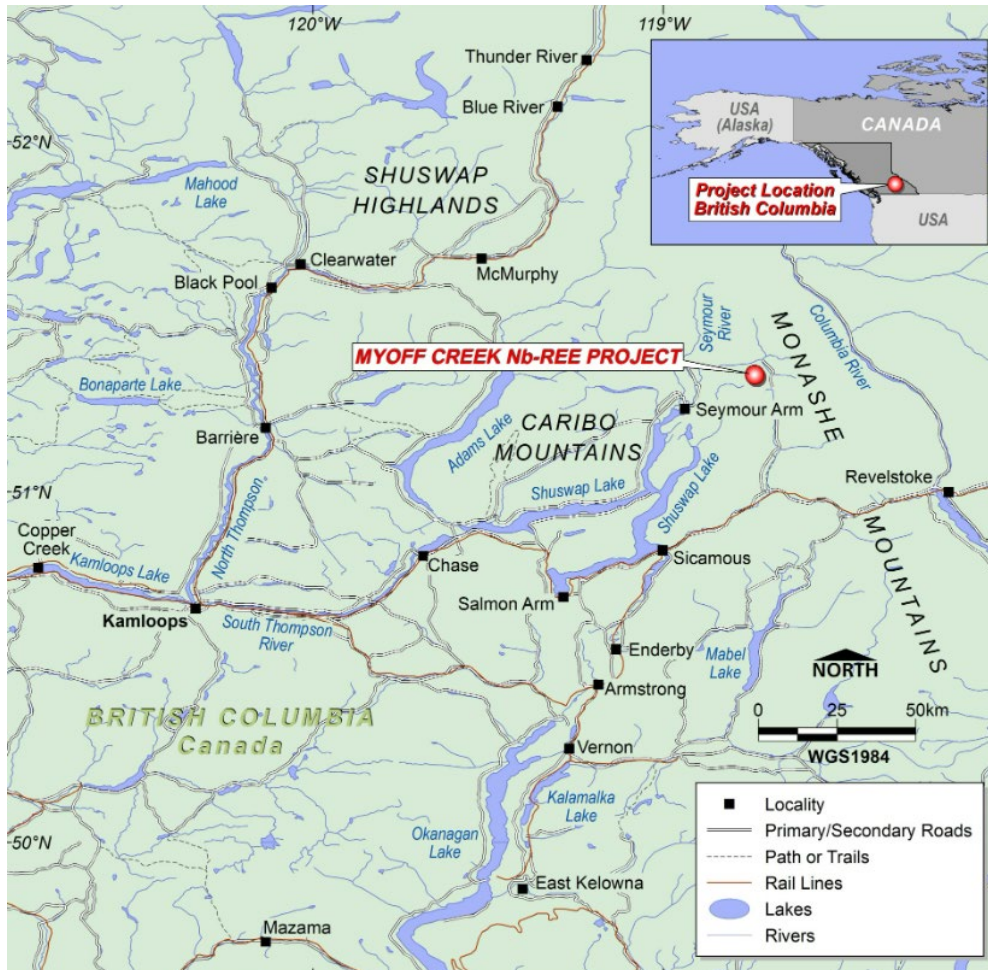 120°W
119°W
Thunder River
Blue River
USA
(Alaska)
CANADA
Project Location
British Columbia
USA
52°N
Mahood
Lake
SHUSWAP
HIGHLANDS
Clearwater
McMurphy
Black Pool
Seymour
River
MONASHE
Columbia River
MYOFF CREEK Nb-REE PROJECT
Bonaparte Lake
Seymour Arm
Adams Lake
CARIBO
MOUNTAINS
Barrière
Revelstoke
51°N
Shuswap Lake
Shuswap Lake
North Thompson
MOUNTAINS
Copper
Creek
Kamloops Lake
Chase
Sicamous
Salmon Arm
Kamloops
South Thompson
River
Enderby
Mabel
Lake
NORTH
Armstrong
0 25 50km
WGS1984
BRITISH COLUMBIA
Canada
Vernon
Kalamalka
Lake
Okanagan
Lake
50°N
East Kelowna
Mazama
Locality
Primary/Secondary Roads
Path or Trails
Rail Lines
Lakes
Rivers